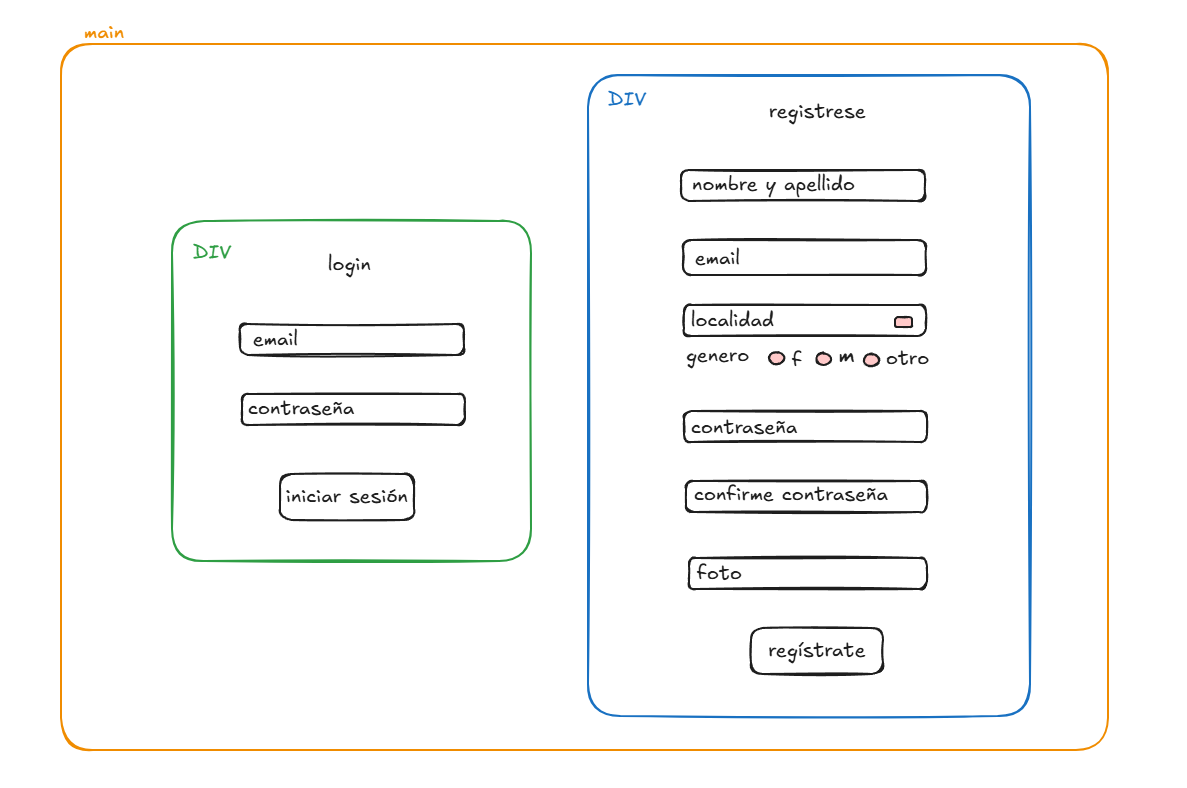 main
DIV
login
email
contraseña
iniciar sesión
DIV
registrese
nombre y apellido
email
localidad
genero f m otro
contraseña
confirme contraseña
foto
regístrate